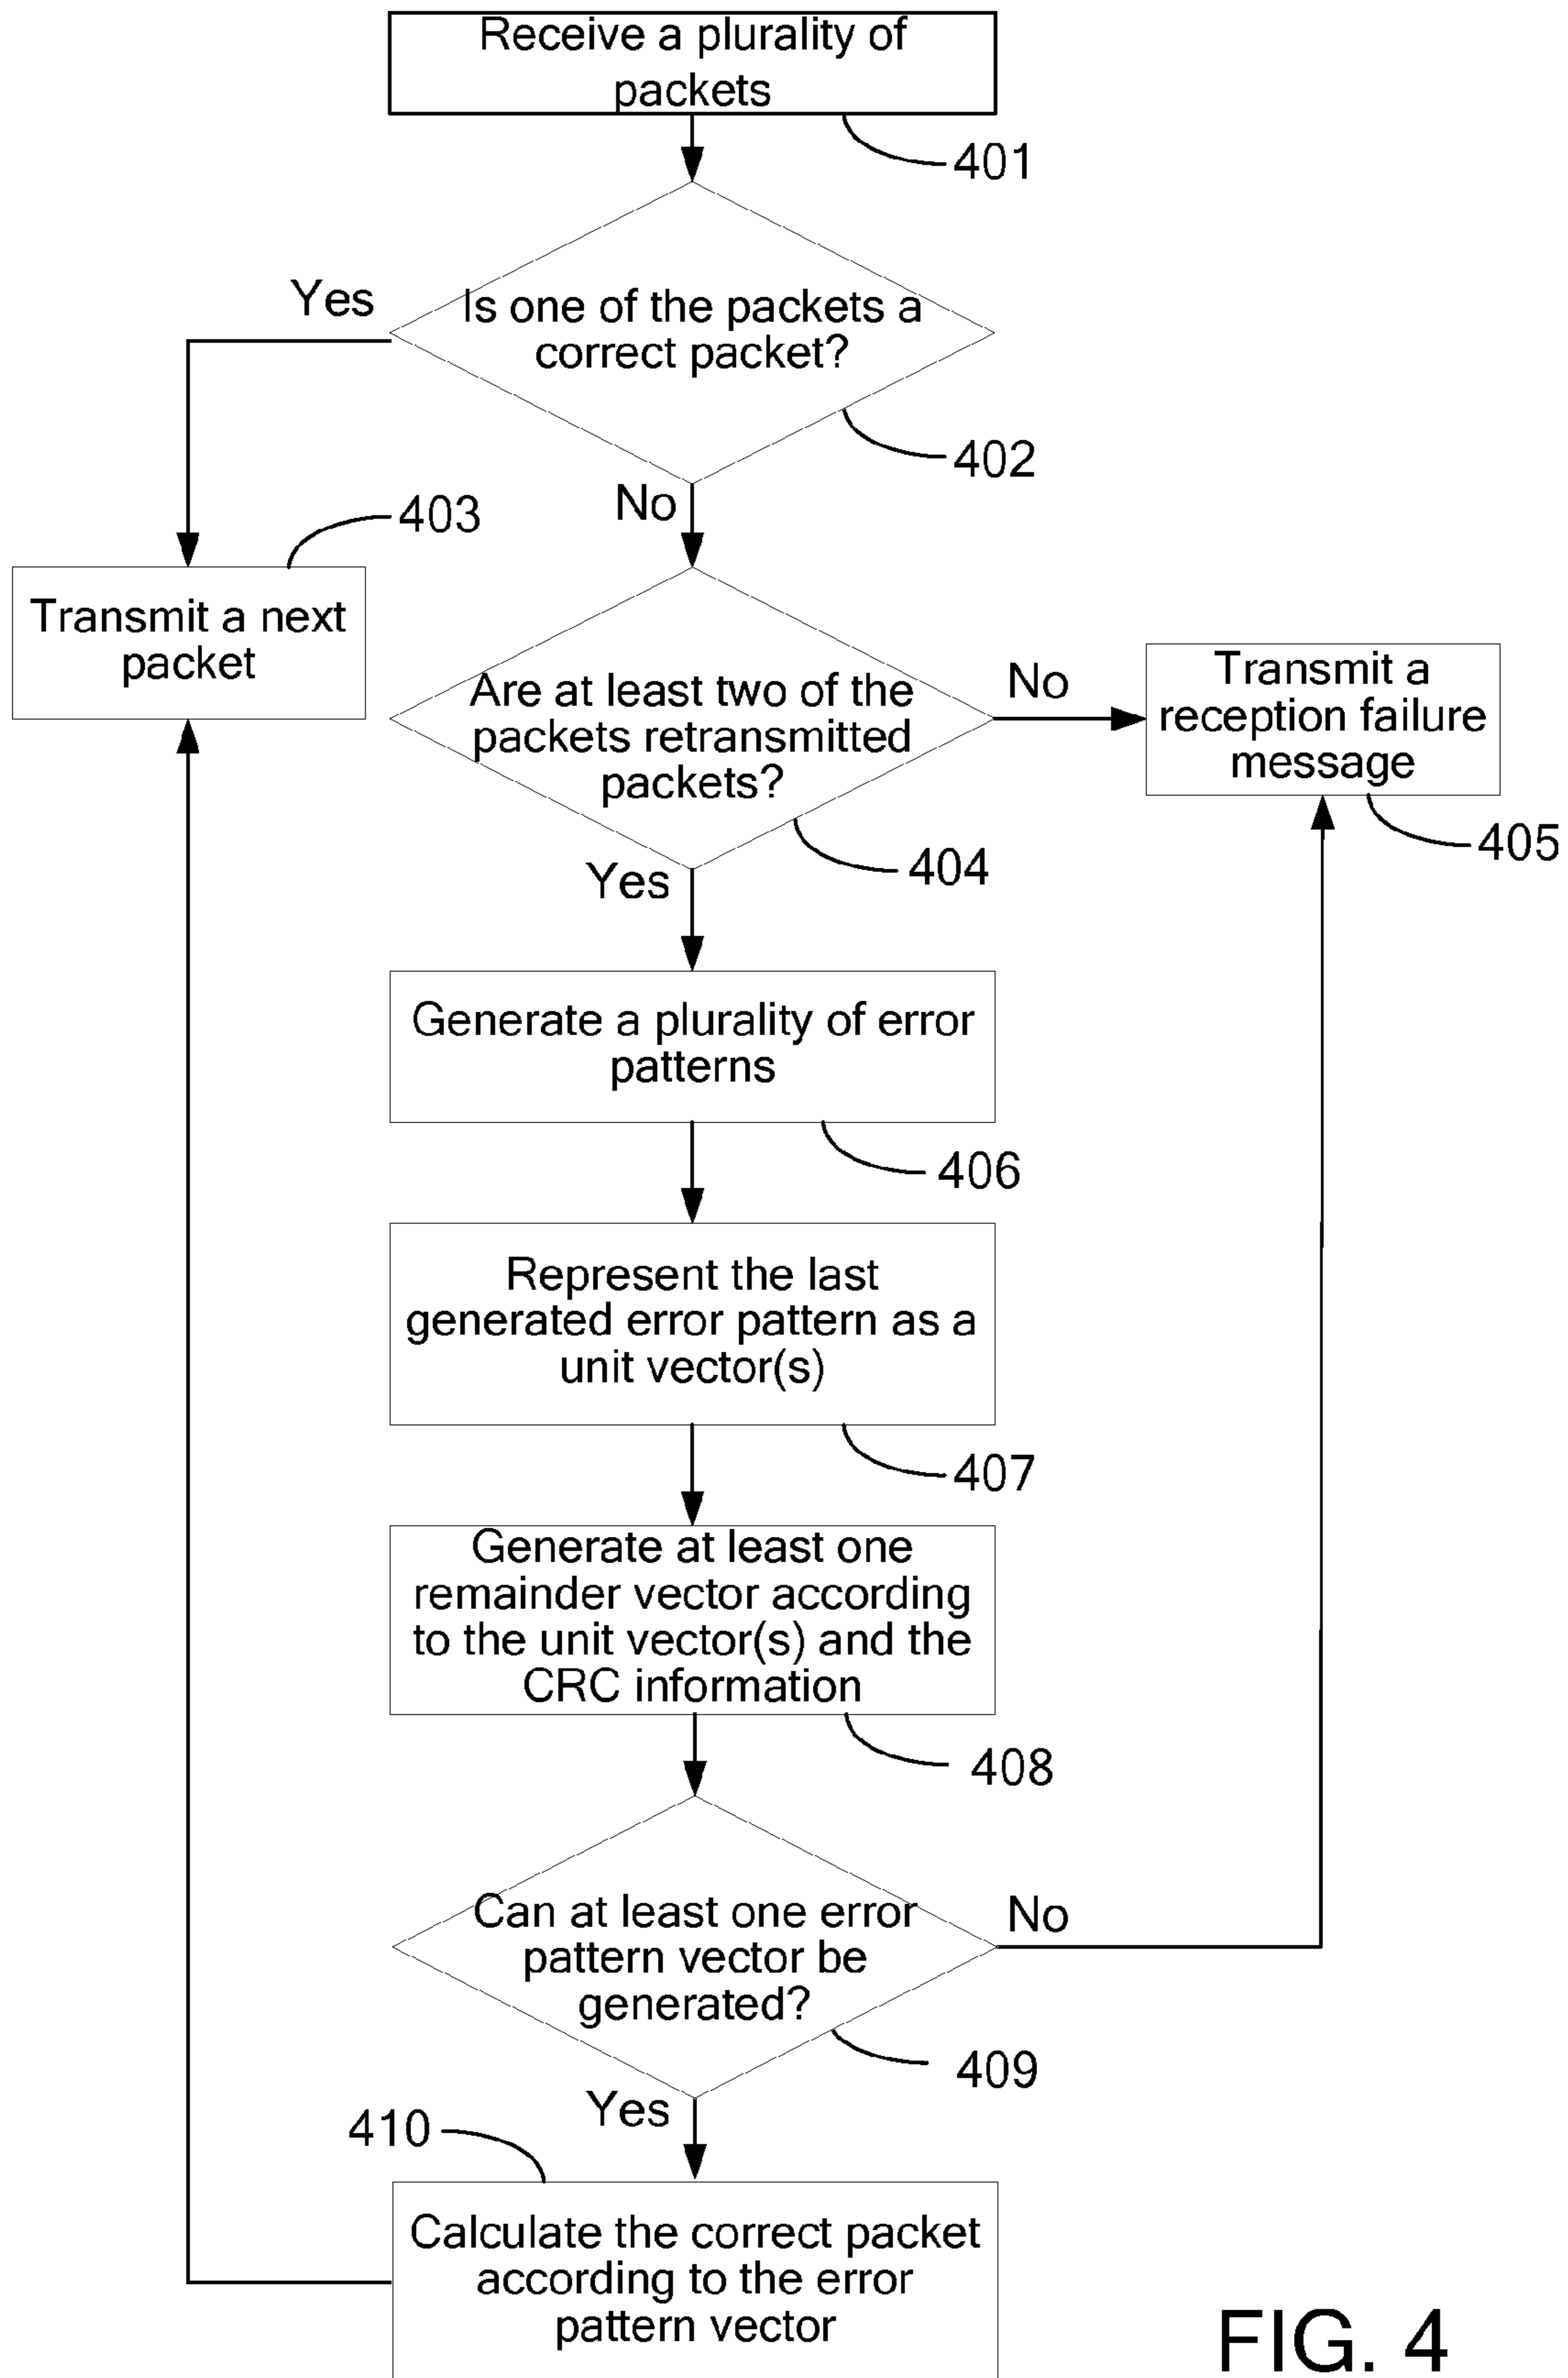 Receive a plurality of
packets
401
Is one of the packets a
correct packet?
Yes
402
No
403
Transmit a next
packet
Are at least two of the
packets retransmitted
packets?
No
Transmit a
reception failure
message
405
404
Yes
Generate a plurality of error
patterns
406
Represent the last
generated error pattern as a
unit vector(s)
407
Generate at least one
remainder vector according
to the unit vector(s) and the
CRC information
408
Can at least one error
pattern vector be
generated?
No
409
Yes
410
Calculate the correct packet
according to the error
pattern vector
FIG. 4